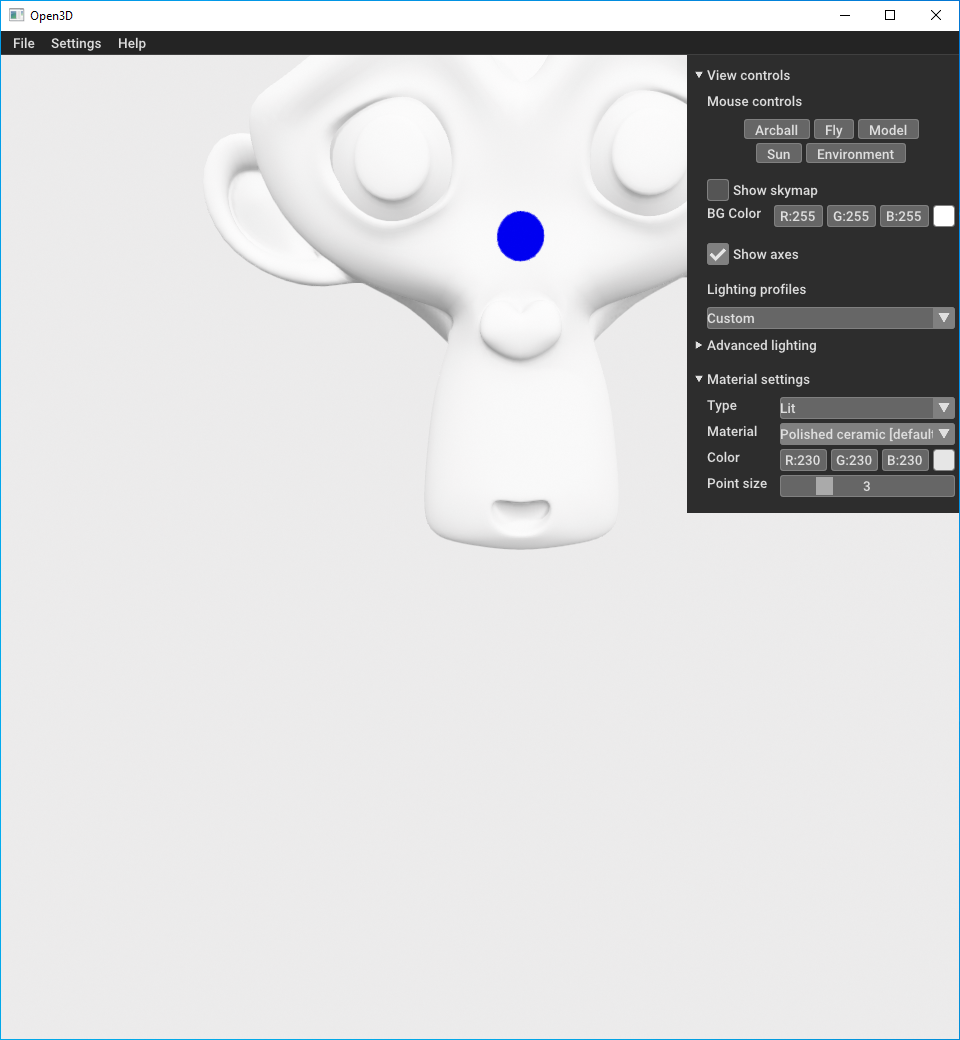 Open3D
File Settings Help
View controls
Mouse controls
Arcball Fly Model
Sun Environment
Show skymap
BG Color R:255 G:255 B:255
Show axes
Lighting profiles
Custom
Advanced lighting
Material settings
Type Lit
Material Polished ceramic [default
Color R:230 G:230 B:230
Point size 3